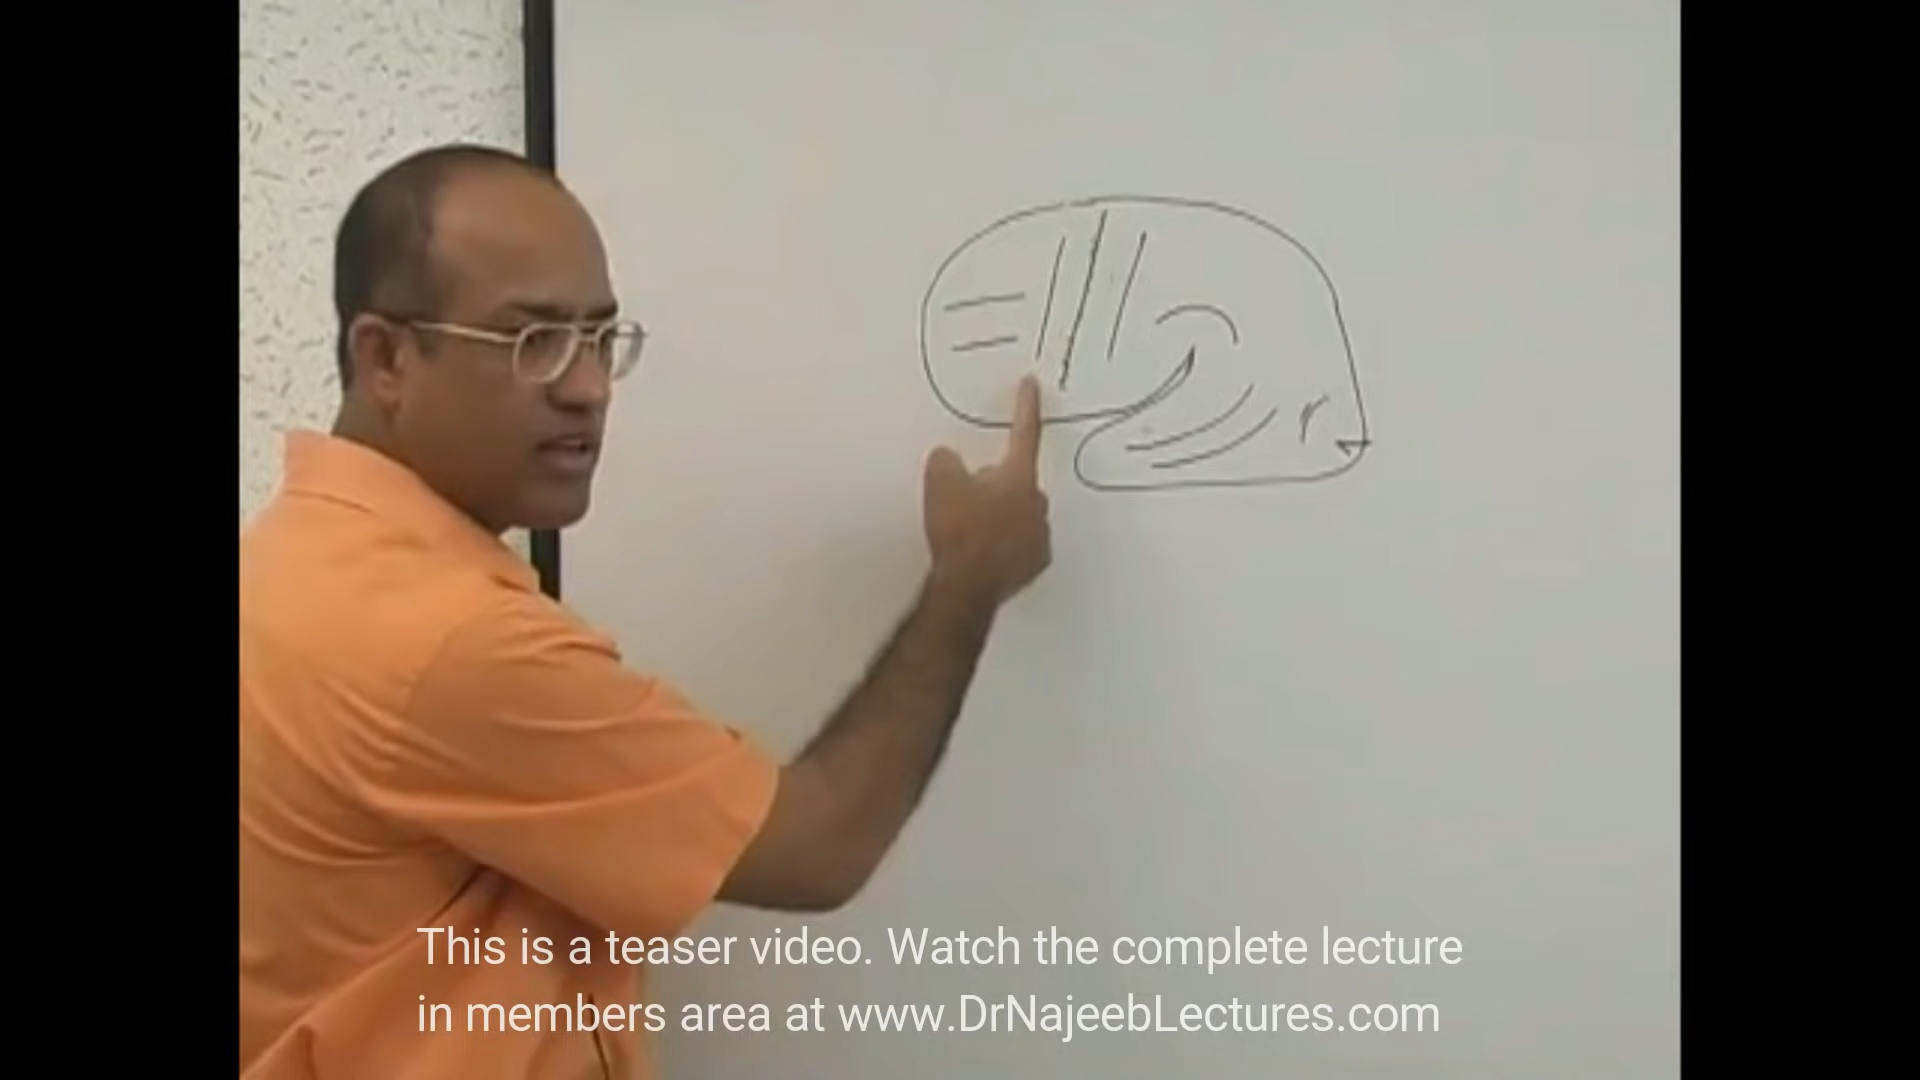 This is a teaser video. Watch the complete lecture
in members area at www.DrNajeebLectures.com